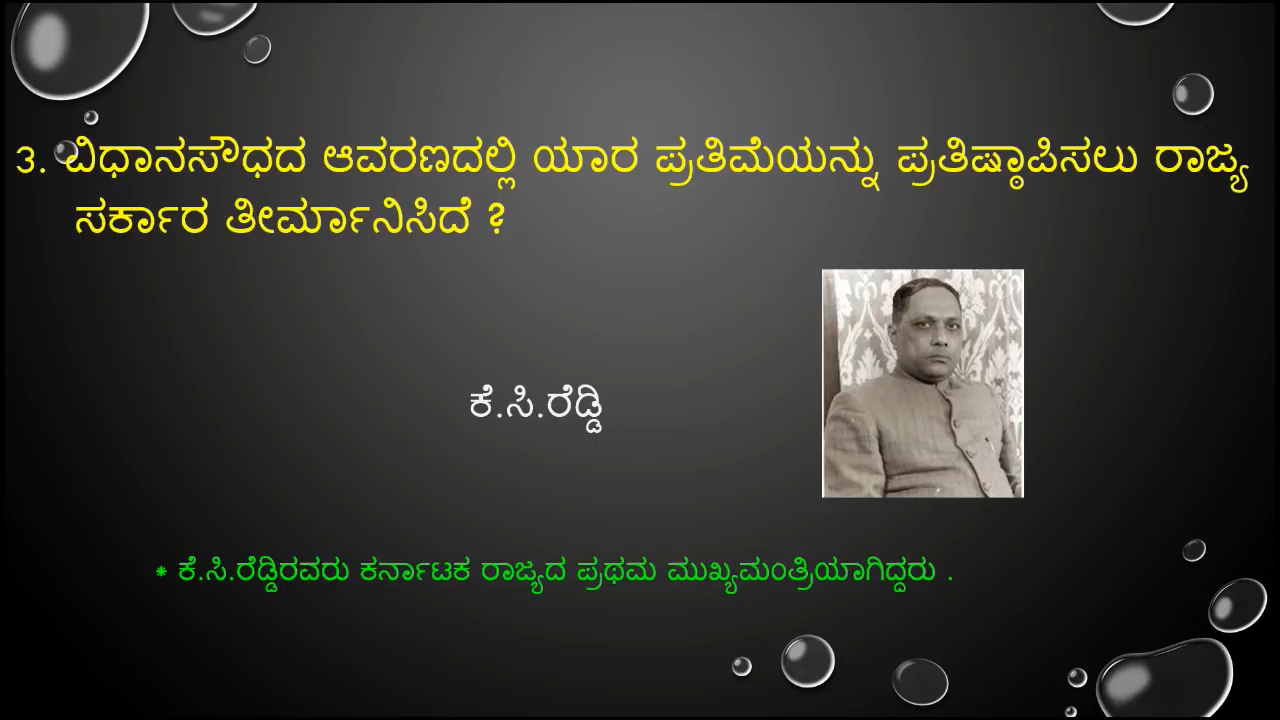 3. ವಿಧಾನಸೌಧದ ಆವರಣದಲ್ಲಿ ಯಾರ ಪ್ರತಿಮೆಯನ್ನು ಪ್ರತಿಷ್ಠಾಪಿಸಲು ರಾಜ್ಯ
ಸರ್ಕಾರ ತೀರ್ಮಾನಿಸಿದೆ ?
ಕೆ.ಸಿ.ರೆಡ್ಡಿ
* ಕೆ.ಸಿ.ರೆಡ್ಡಿರವರು ಕರ್ನಾಟಕ ರಾಜ್ಯದ ಪ್ರಥಮ ಮುಖ್ಯಮಂತ್ರಿಯಾಗಿದ್ದರು .